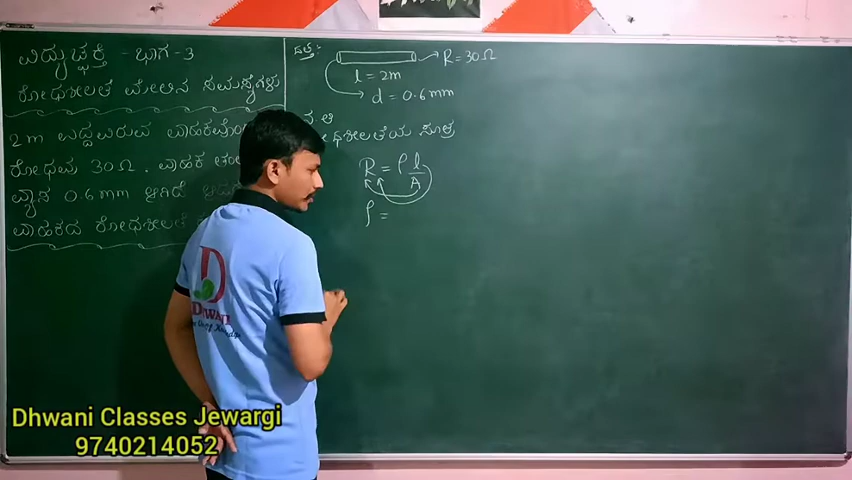 ವಿದ್ಯುಚ್ಛಕ್ತಿ - ಭಾಗ - 3
ರೋಧಶೀಲತೆ ಮೇಲಿನ ಸಮಸ್ಯೆಗಳು
2 m ಉದ್ದವಿರುವ
ರೋಧವು 30 Ω . ವಾಹಕ
ವ್ಯಾಸ 0.6 mm ಆಗಿದೆ
ವಾಹಕದ ರೋಧಶೀಲತೆ
ದತ್ತ :-
R = 30 Ω
l = 2m
d = 0.6 mm
ಸೂತ್ರ
R = ρ l/A
ρ =
D
Dhwani Classes Jewargi
9740214052